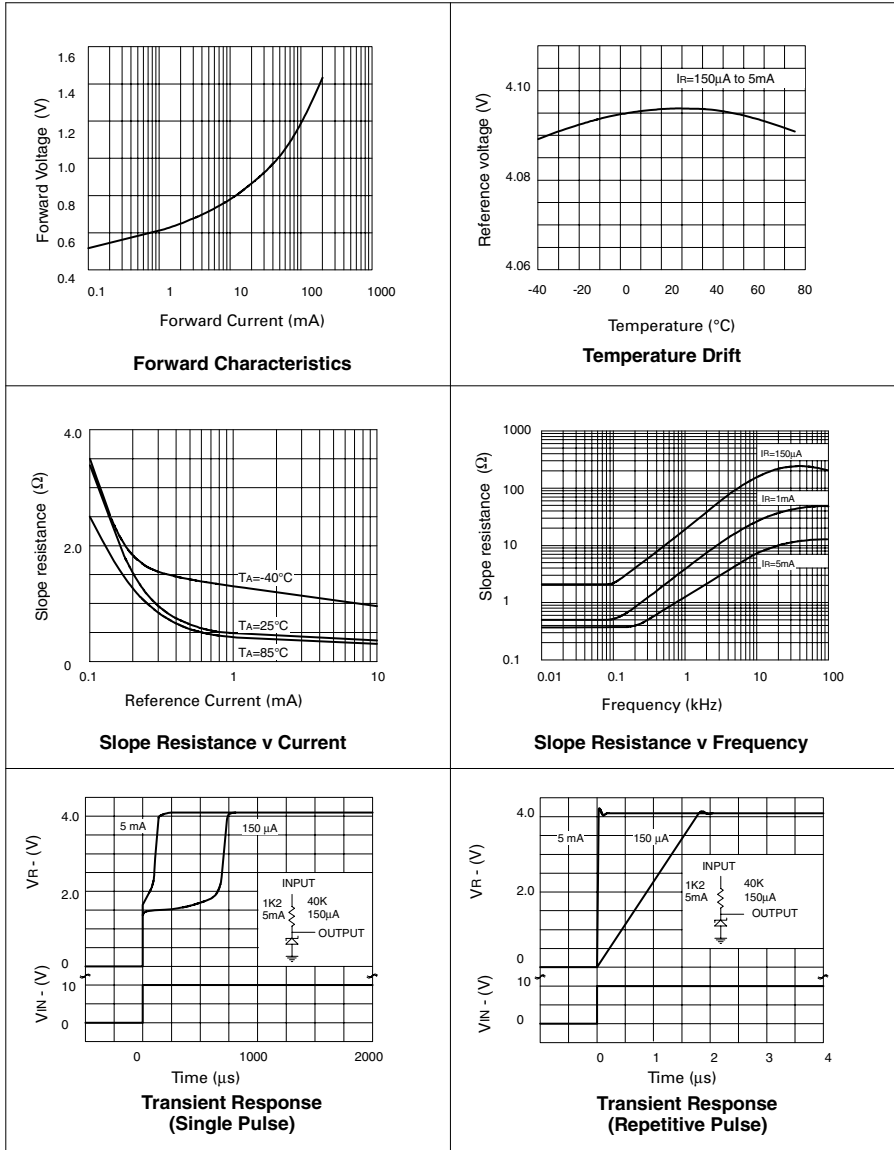 1.6
1.4
1.2
1.0
0.8
0.6
0.4
Forward Voltage (V)
0.1 1 10 100 1000
Forward Current (mA)
Forward Characteristics
IR=150µA to 5mA
4.10
4.08
4.06
Reference voltage (V)
-40 -20 0 20 40 60 80
Temperature (°C)
Temperature Drift
4.0
2.0
0
Slope resistance (Ω)
TA=-40°C
TA=25°C
TA=85°C
0.1 1 10
Reference Current (mA)
Slope Resistance v Current
1000
100
10
1
0.1
Slope resistance (Ω)
IR=150µA
IR=1mA
IR=5mA
0.01 0.1 1 10 100
Frequency (kHz)
Slope Resistance v Frequency
4.0
2.0
0
10
0
VR - (V)
VIN - (V)
5 mA
150 µA
INPUT
1K2 40K
5mA 150µA
OUTPUT
0 1000 2000
Time (µs)
Transient Response
(Single Pulse)
4.0
2.0
0
10
0
VR - (V)
VIN - (V)
5 mA
150 µA
INPUT
1K2 40K
5mA 150µA
OUTPUT
0 1 2 3 4
Time (µs)
Transient Response
(Repetitive Pulse)